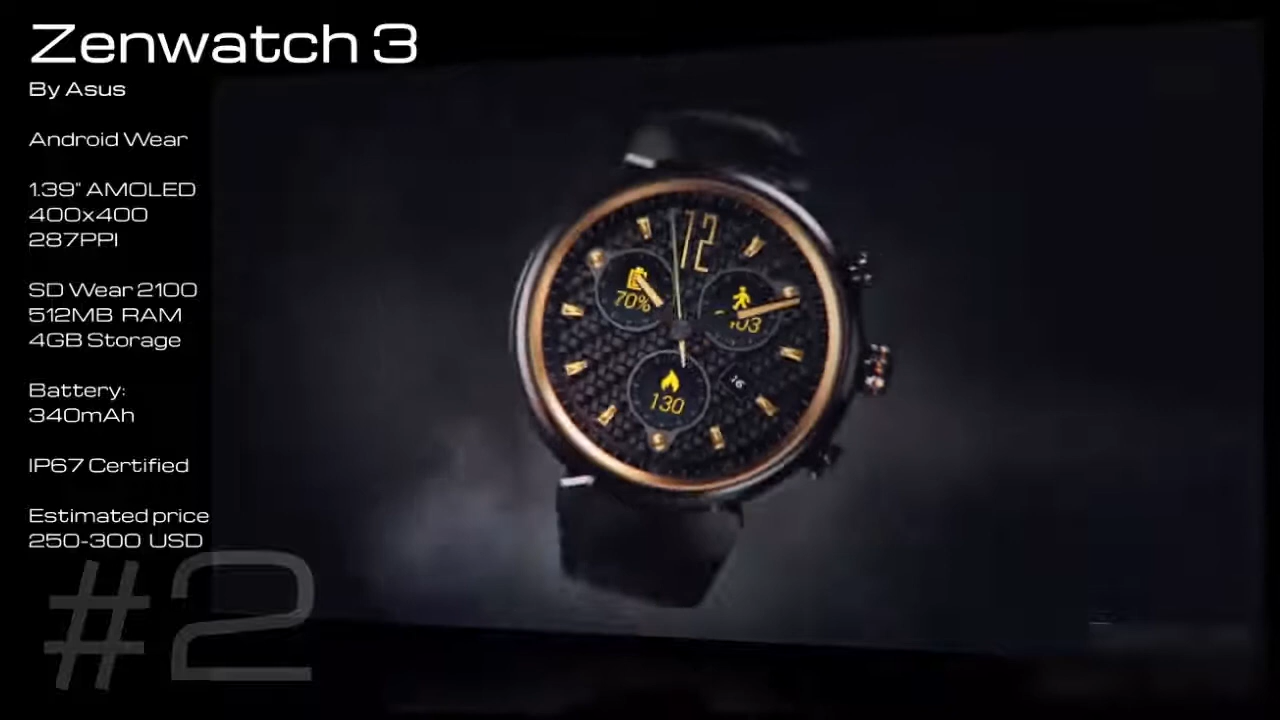 Zenwatch 3
By Asus
Android Wear
1.39" AMOLED
400x400
287PPI
SD Wear 2100
512MB RAM
4GB Storage
Battery:
340mAh
IP67 Certified
Estimated price
250-300 USD
#2
12
70%
130
16